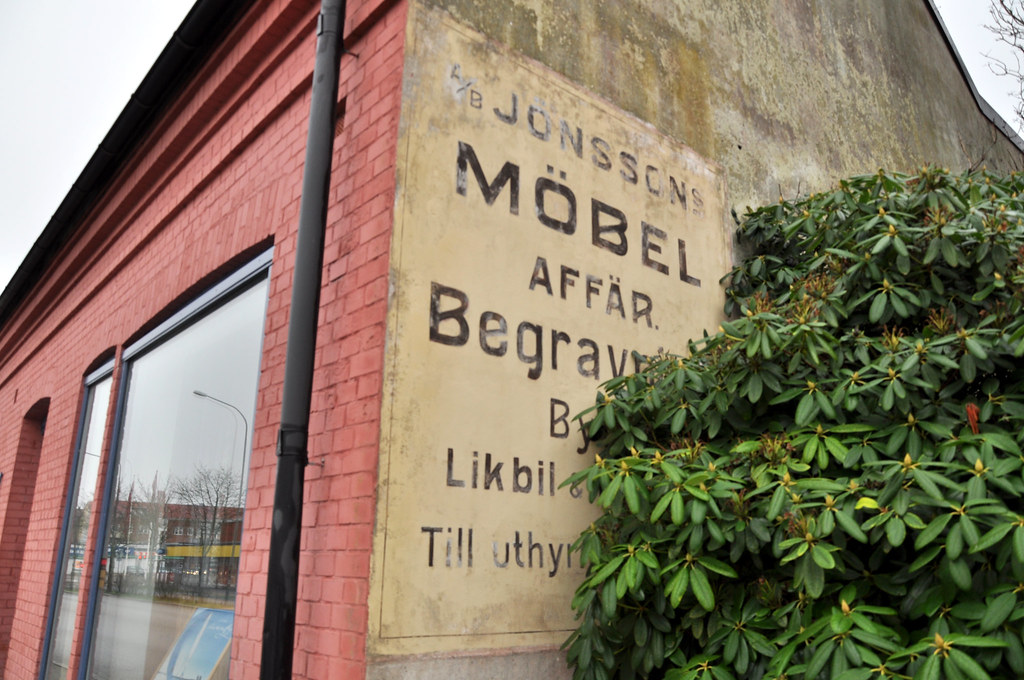 A/B JÖNSSONS
MÖBEL
AFFÄR.
Likbil &
Till